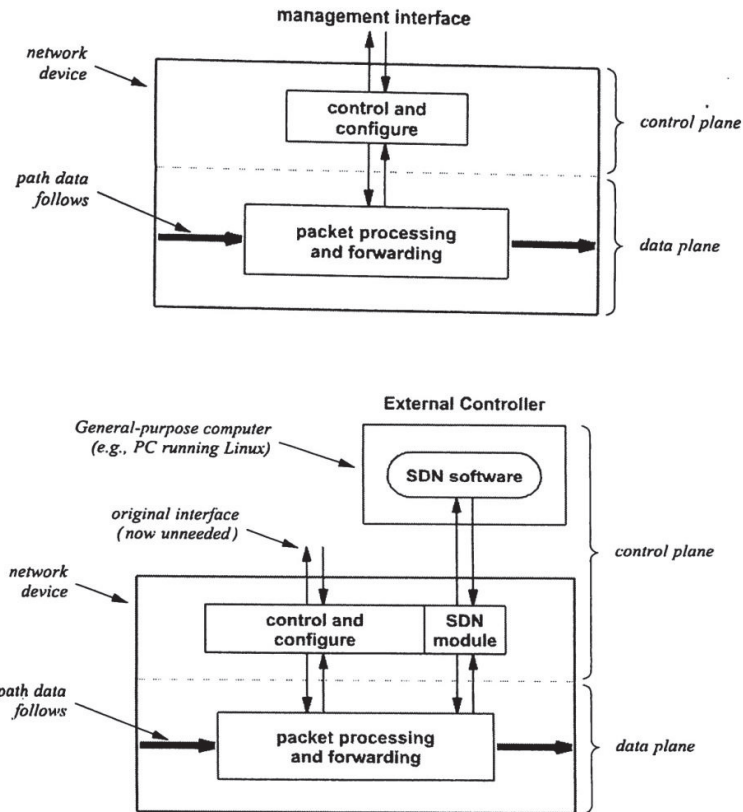 management interface
network
device
control and
configure
control plane
path data
follows
packet processing
and forwarding
data plane
External Controller
General-purpose computer
(e.g., PC running Linux)
SDN software
original interface
(now unneeded)
control plane
network
device
control and
configure
SDN
module
path data
follows
packet processing
and forwarding
data plane